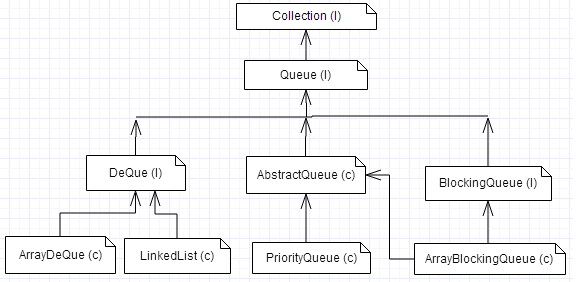 Collection (I)
Queue (I)
DeQue (I)
AbstractQueue (c)
BlockingQueue (I)
ArrayDeQue (c)
LinkedList (c)
PriorityQueue (c)
ArrayBlockingQueue (c)